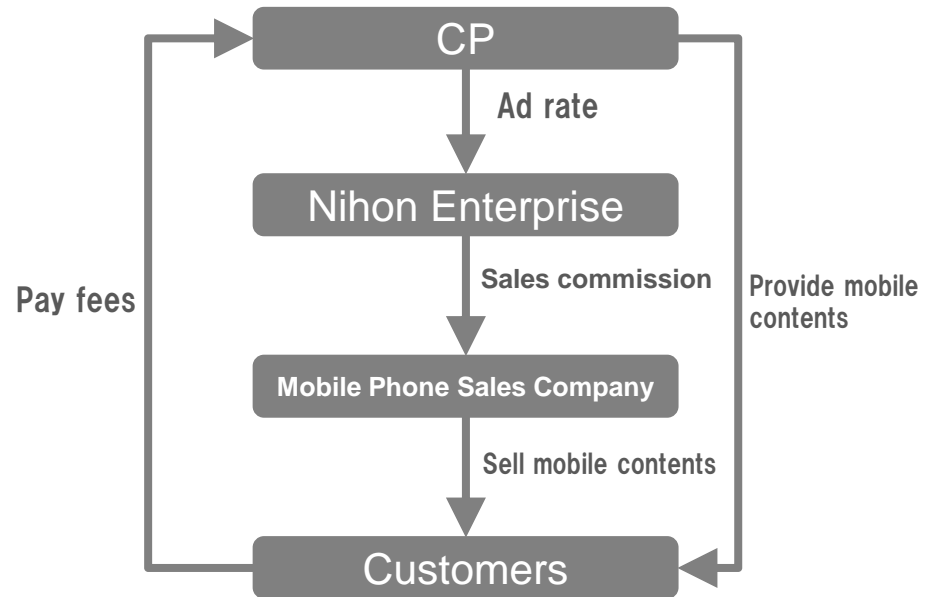 CP
Ad rate
Nihon Enterprise
Sales commission
Pay fees
Provide mobile
contents
Mobile Phone Sales Company
Sell mobile contents
Customers